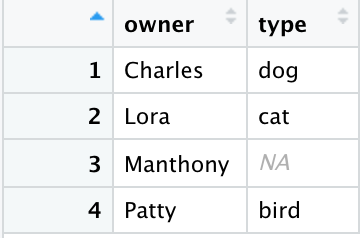 owner type
1 Charles dog
2 Lora cat
3 Manthony NA
4 Patty bird